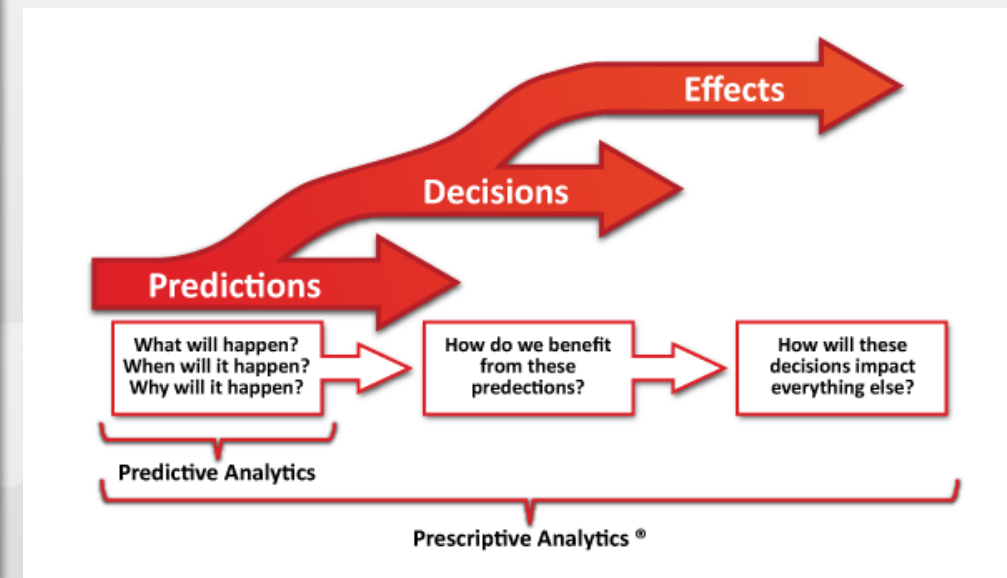 Effects
Decisions
Predictions
What will happen?
When will it happen?
Why will it happen?
How do we benefit
from these
predections?
How will these
decisions impact
everything else?
Predictive Analytics
Prescriptive Analytics ®